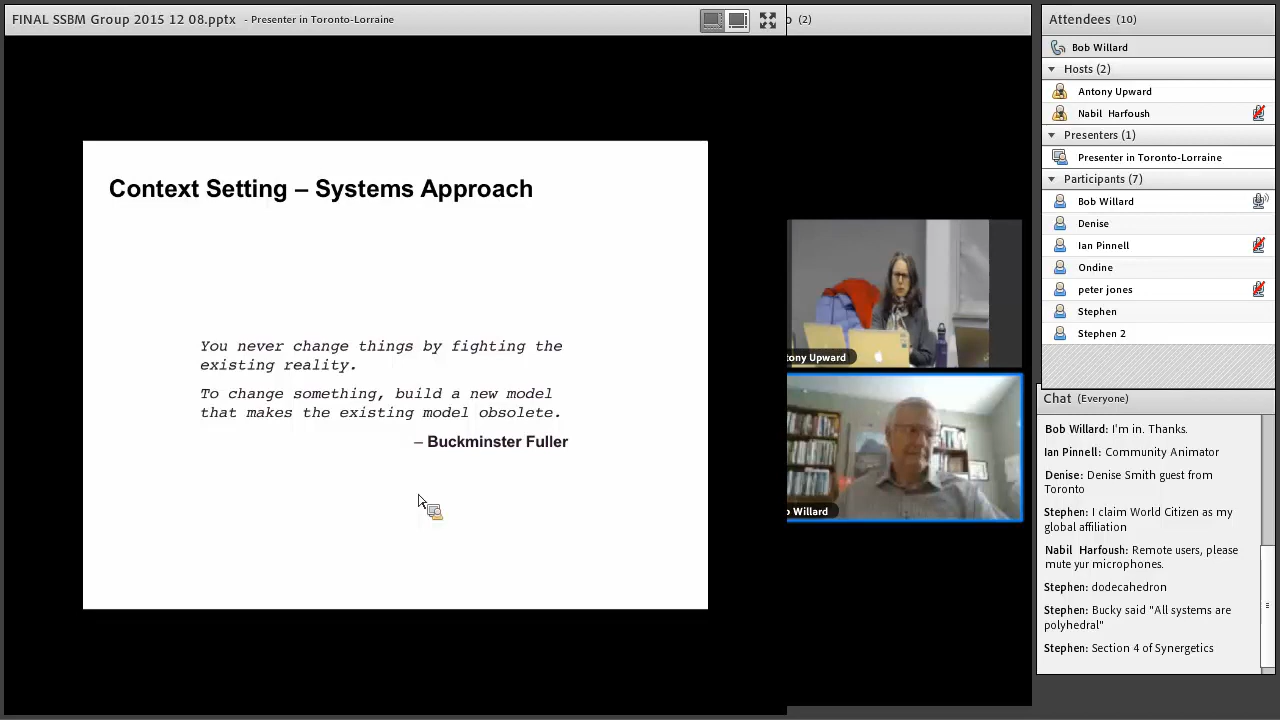 FINAL SSBM Group 2015 12 08.pptx - Presenter in Toronto-Lorraine
(2)
Context Setting – Systems Approach
You never change things by fighting the
existing reality.
To change something, build a new model
that makes the existing model obsolete.
– Buckminster Fuller
tony Upward
b Willard
Attendees (10)
Bob Willard
Hosts (2)
Antony Upward
Nabil Harfoush
Presenters (1)
Presenter in Toronto-Lorraine
Participants (7)
Bob Willard
Denise
Ian Pinnell
Ondine
peter jones
Stephen
Stephen 2
Chat (Everyone)
Bob Willard: I'm in. Thanks.
Ian Pinnell: Community Animator
Denise: Denise Smith guest from
Toronto
Stephen: I claim World Citizen as my
global affiliation
Nabil Harfoush: Remote users, please
mute yur microphones.
Stephen: dodecahedron
Stephen: Bucky said "All systems are
polyhedral"
Stephen: Section 4 of Synergetics